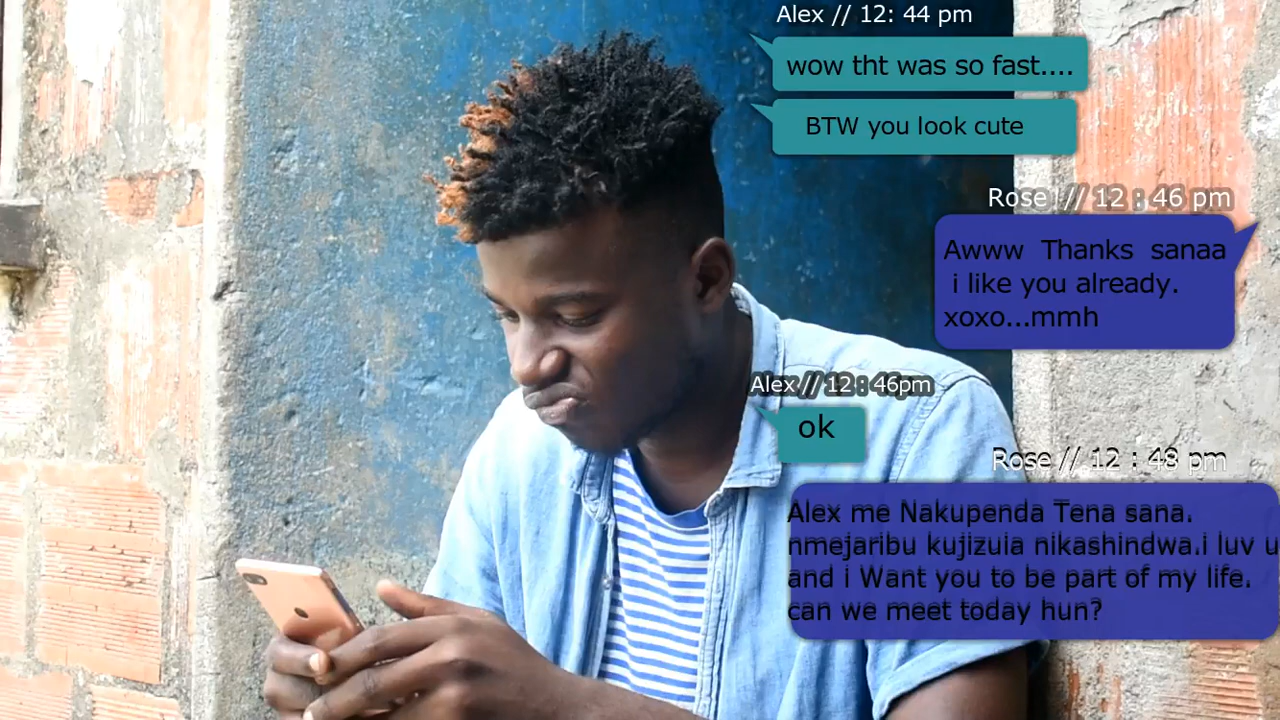 Alex // 12: 44 pm
wow tht was so fast....
BTW you look cute
Rose // 12 : 46 pm
Awww Thanks sanaa
i like you already.
xoxo...mmh
Alex // 12 : 46pm
ok
Rose // 12 : 48 pm
Alex me Nakupenda Tena sana.
nmejaribu kujizuia nikashindwa.i luv u
and i Want you to be part of my life.
can we meet today hun?